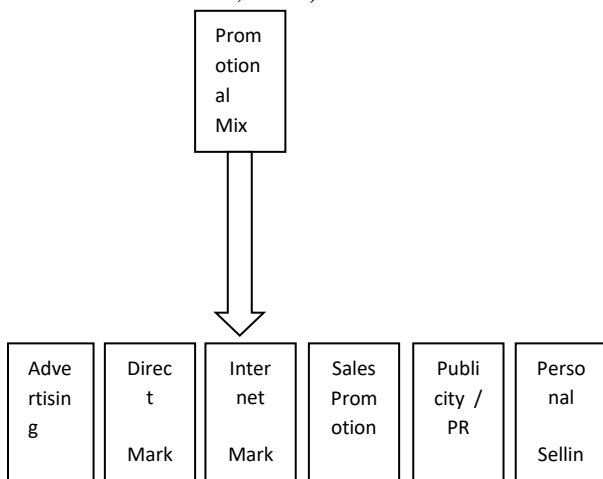 Prom
otion
al
Mix
Adve
rtisin
g
Direc
t
Mark
Inter
net
Mark
Sales
Prom
otion
Publi
city / PR
Perso
nal
Sellin